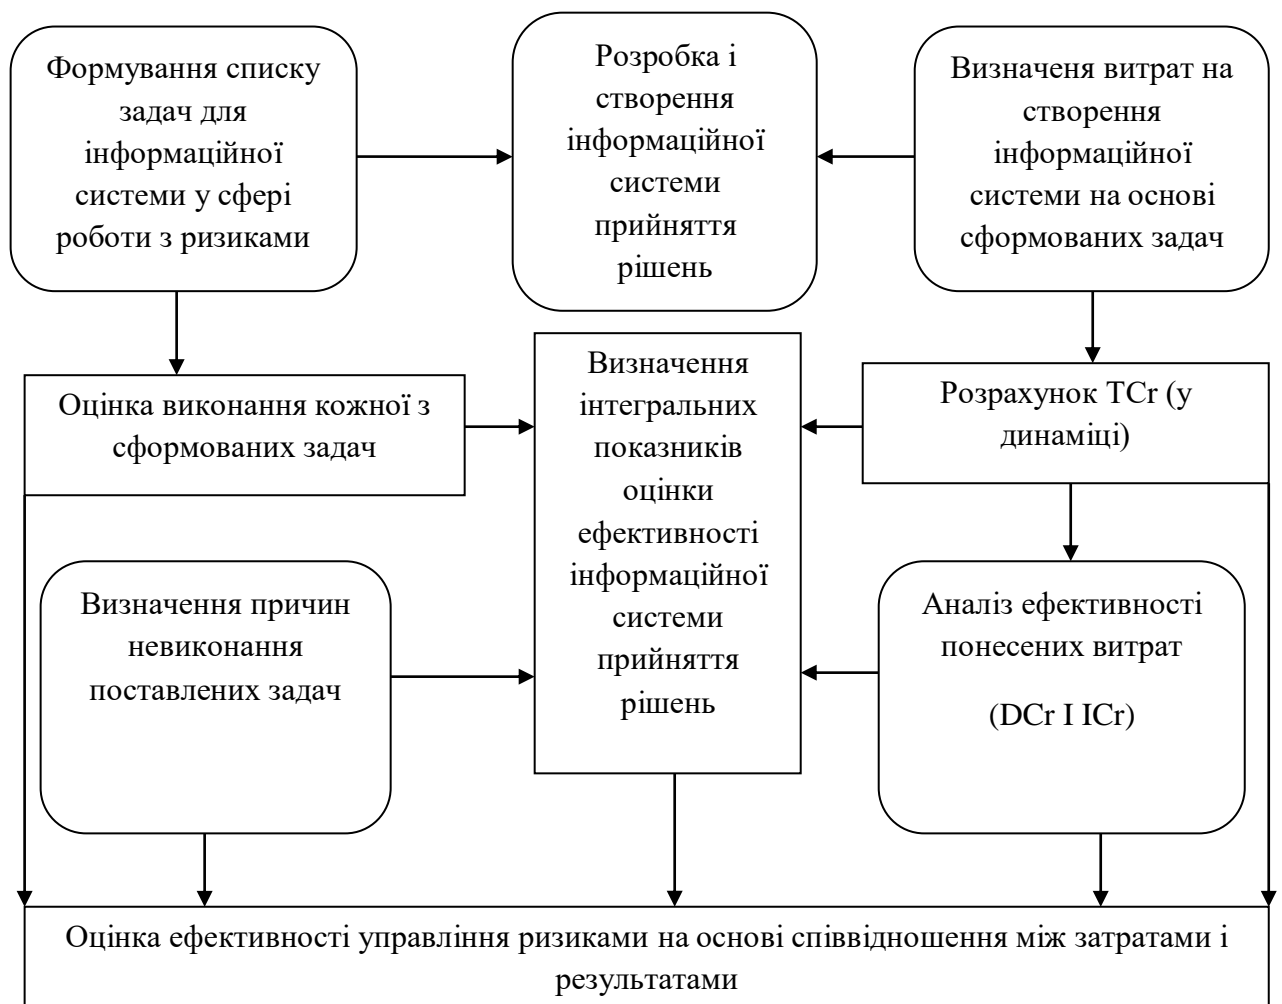 Формування списку
задач для
інформаційної
системи у сфері
роботи з ризиками
Розробка і
створення
інформаційної
системи
прийняття
рішень
Визначеня витрат на
створення
інформаційної
системи на основі
сформованих задач
Оцінка виконання кожної з
сформованих задач
Визначення
інтегральних
показників
оцінки
ефективності
інформаційної
системи
прийняття
рішень
Розрахунок TCr (у
динаміці)
Визначення причин
невиконання
поставлених задач
Аналіз ефективності
понесених витрат
(DCr I ICr)
Оцінка ефективності управління ризиками на основі співвідношення між затратами і
результатами